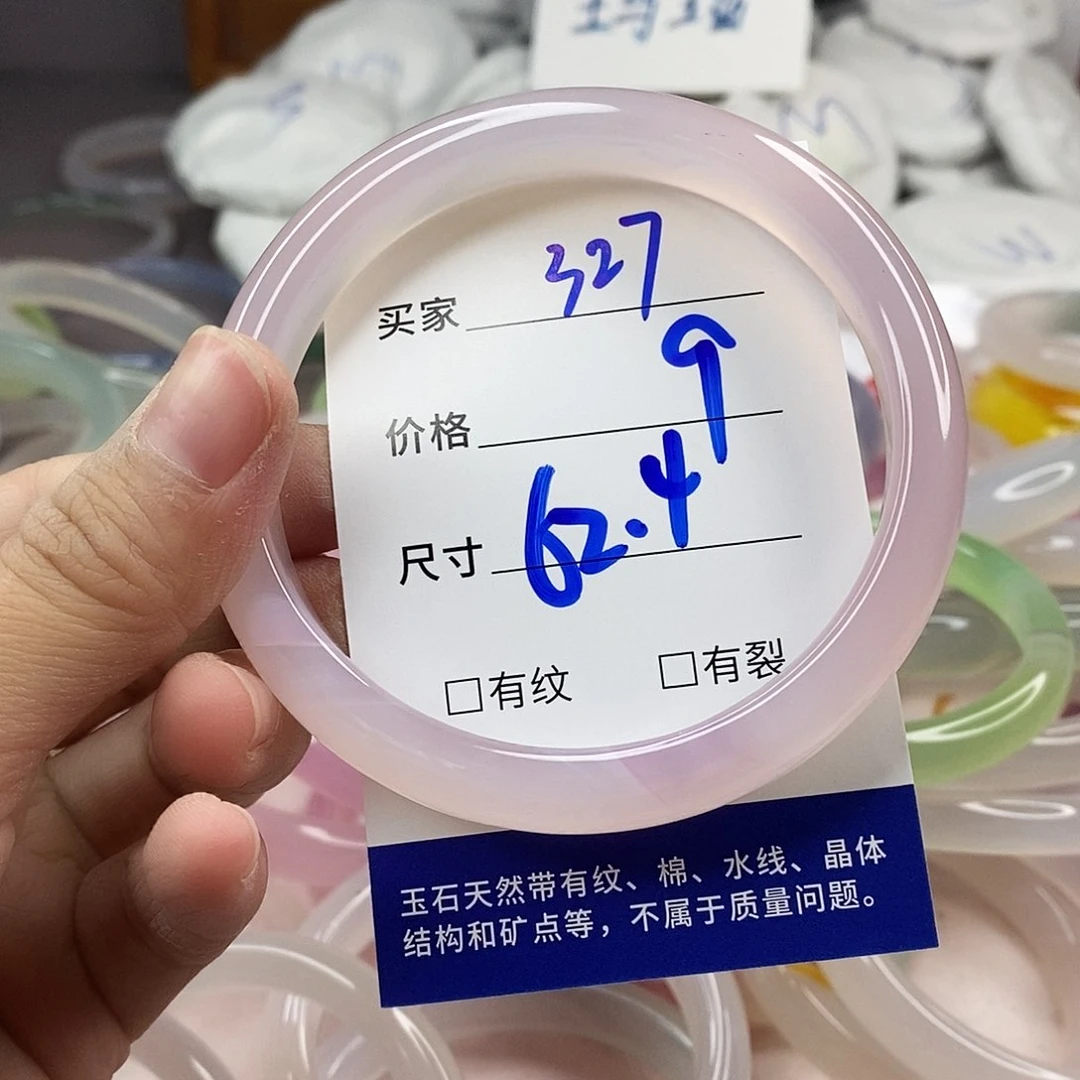 玛瑙
买家 327
价格 9
尺寸 62.4
□有纹 □有裂
玉石天然带有纹、棉、水线、晶体
结构和矿点等，不属于质量问题。